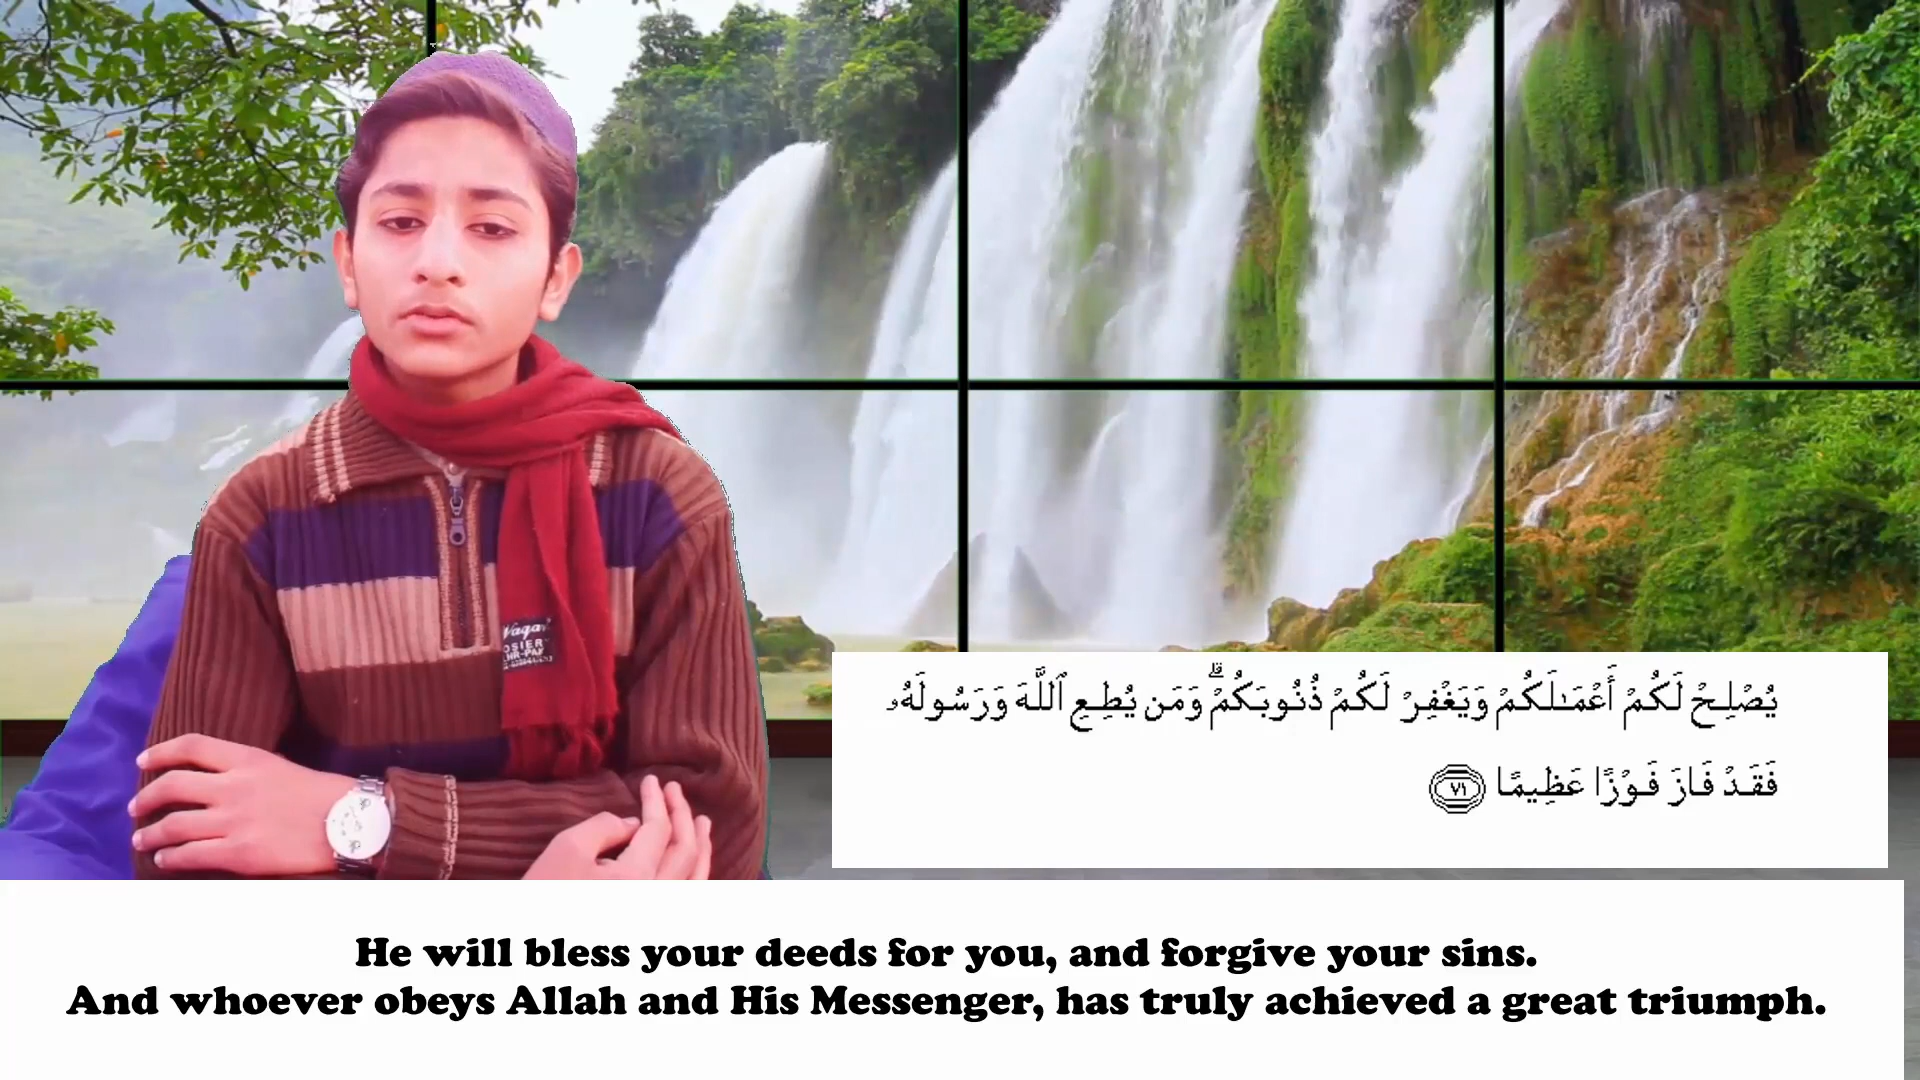 Vaqar
يُصْلِحْ لَكُمْ أَعْمَـٰلَكُمْ وَيَغْفِرْ لَكُمْ ذُنُوبَكُمْ ۗ وَمَن يُطِعِ ٱللَّهَ وَرَسُولَهُۥ
فَقَدْ فَازَ فَوْزًا عَظِيمًا ﴿٧١﴾
He will bless your deeds for you, and forgive your sins.
And whoever obeys Allah and His Messenger, has truly achieved a great triumph.